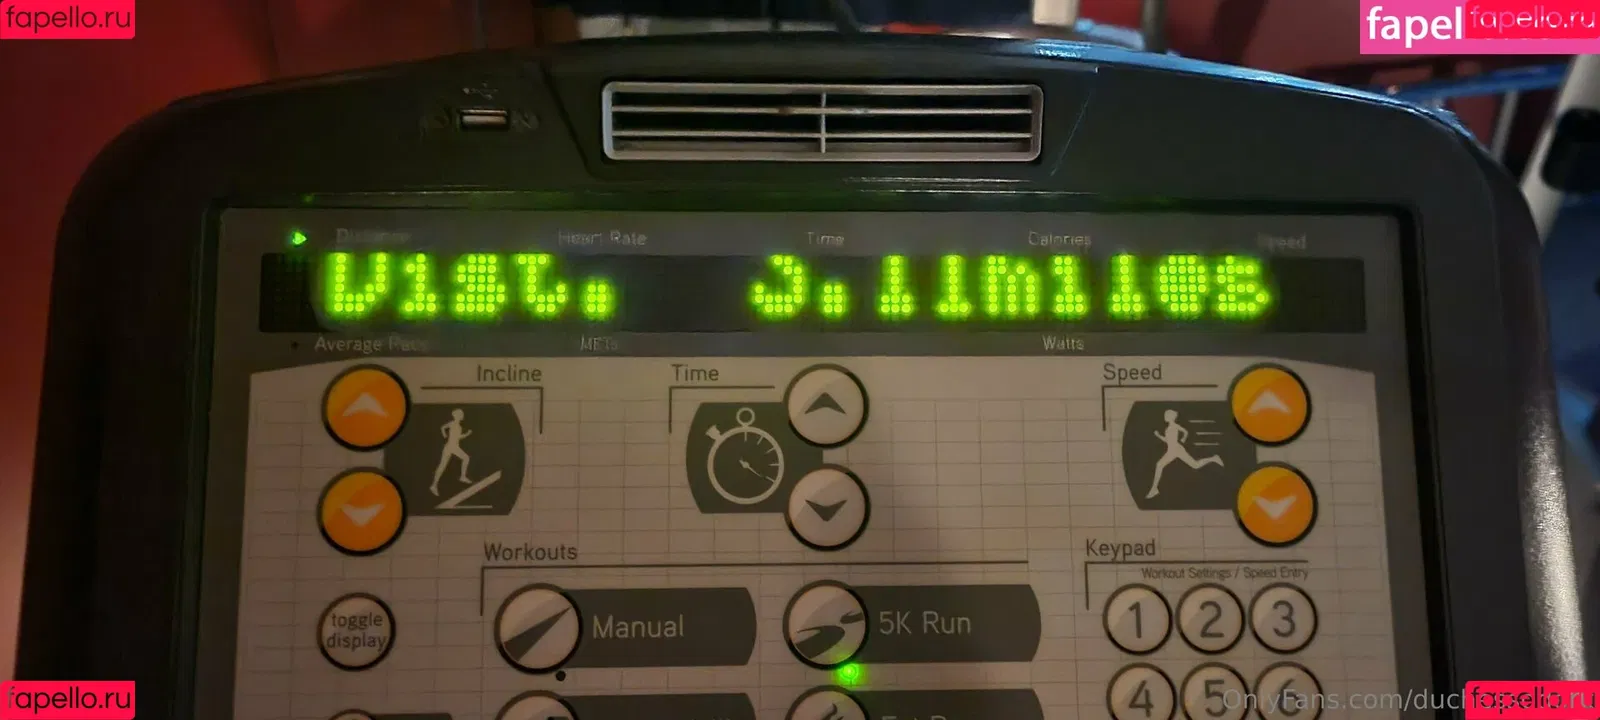 fapello.ru
fapel fapello.ru
Distance Heart Rate Time Calories Speed
Dist. 3.11miles
Average Pace METs Watts
Incline Time Speed
Workouts Keypad
Workout Settings / Speed Entry
toggle
display
Manual 5K Run 1 2 3
4 5 6
OnlyFans.com/duch
fapello.ru fapello.ru